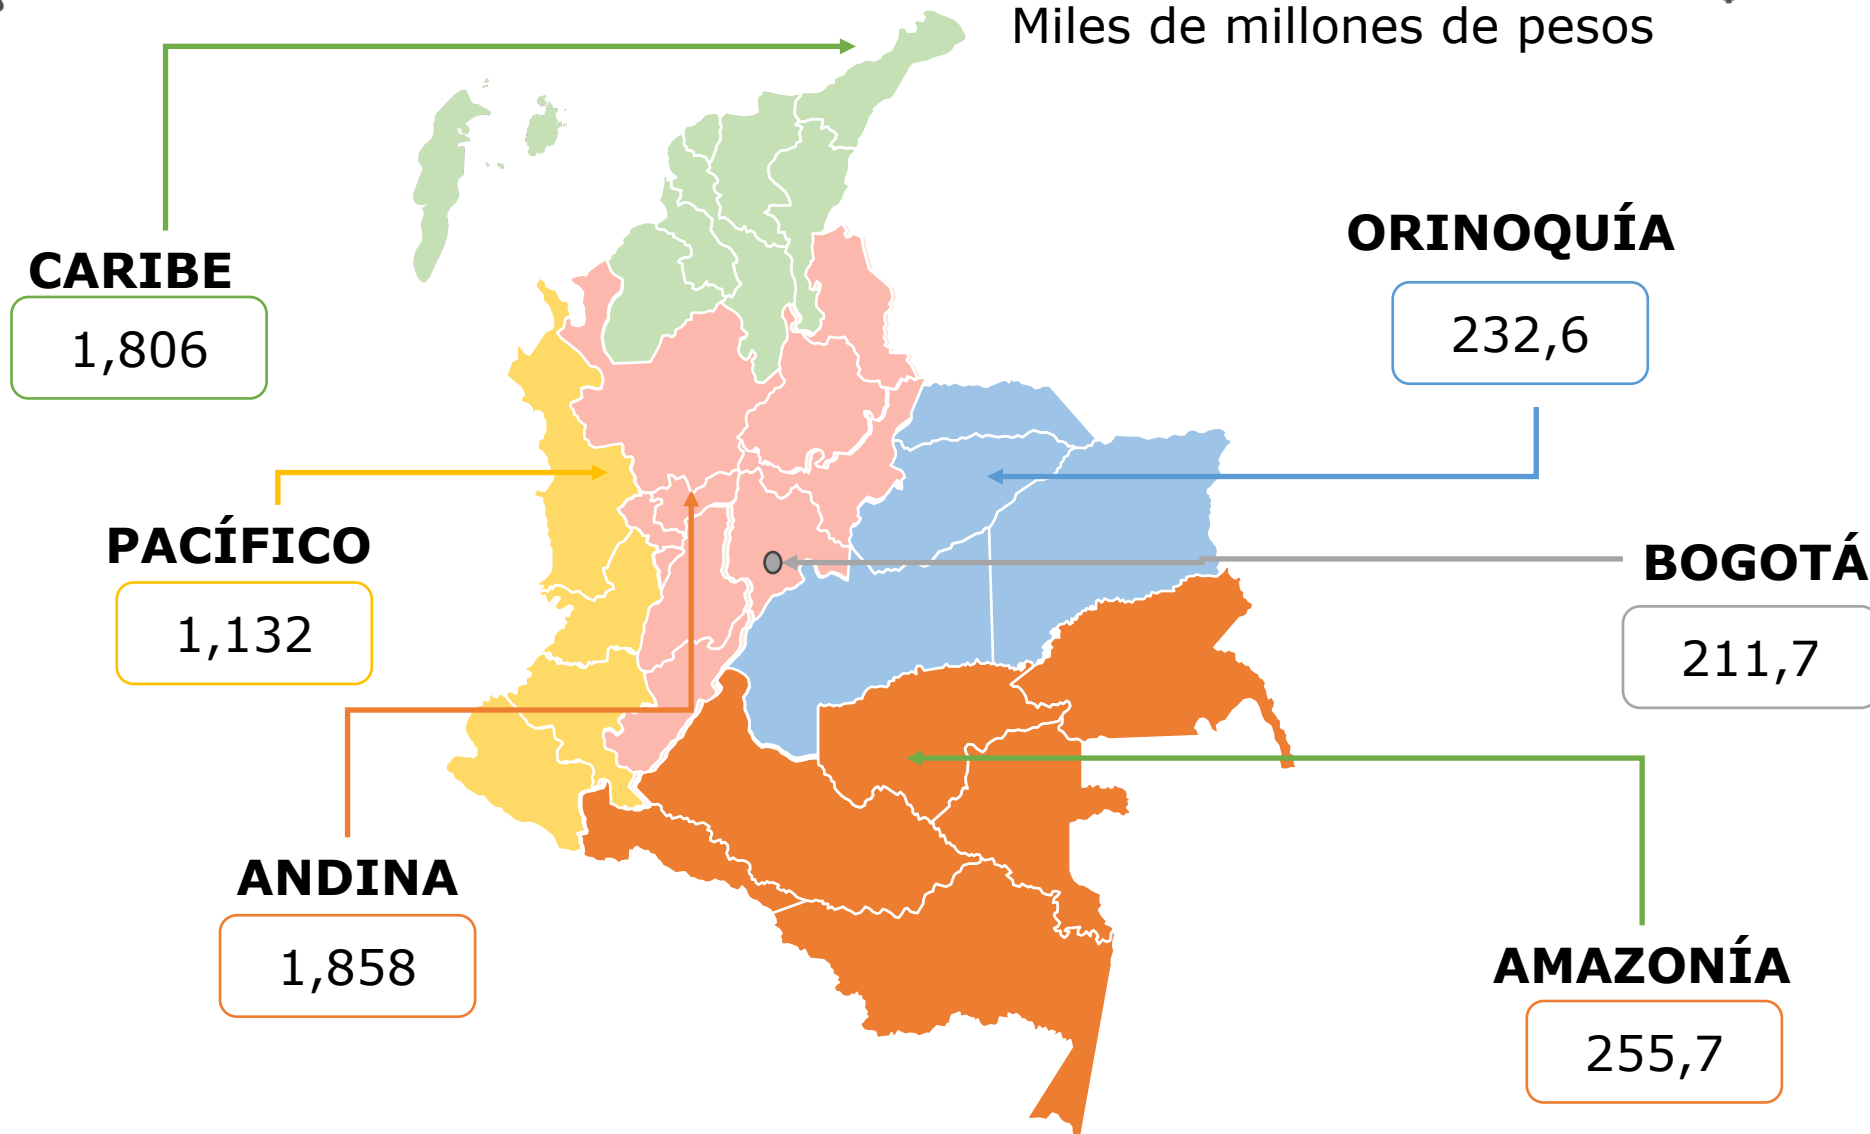 Miles de millones de pesos
CARIBE
1,806
ORINOQUÍA
232,6
PACÍFICO
1,132
BOGOTÁ
211,7
ANDINA
1,858
AMAZONÍA
255,7